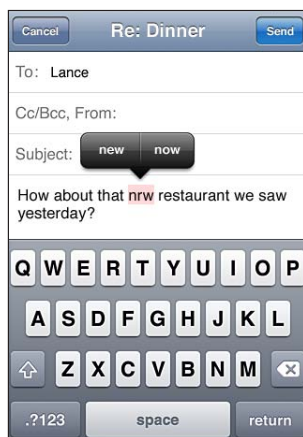 Cancel Re: Dinner Send
To: Lance
Cc/Bcc, From:
Subject:
new now
How about that nrw restaurant we saw
yesterday?
Q W E R T Y U I O P
A S D F G H J K L
Z X C V B N M
.?123 space return